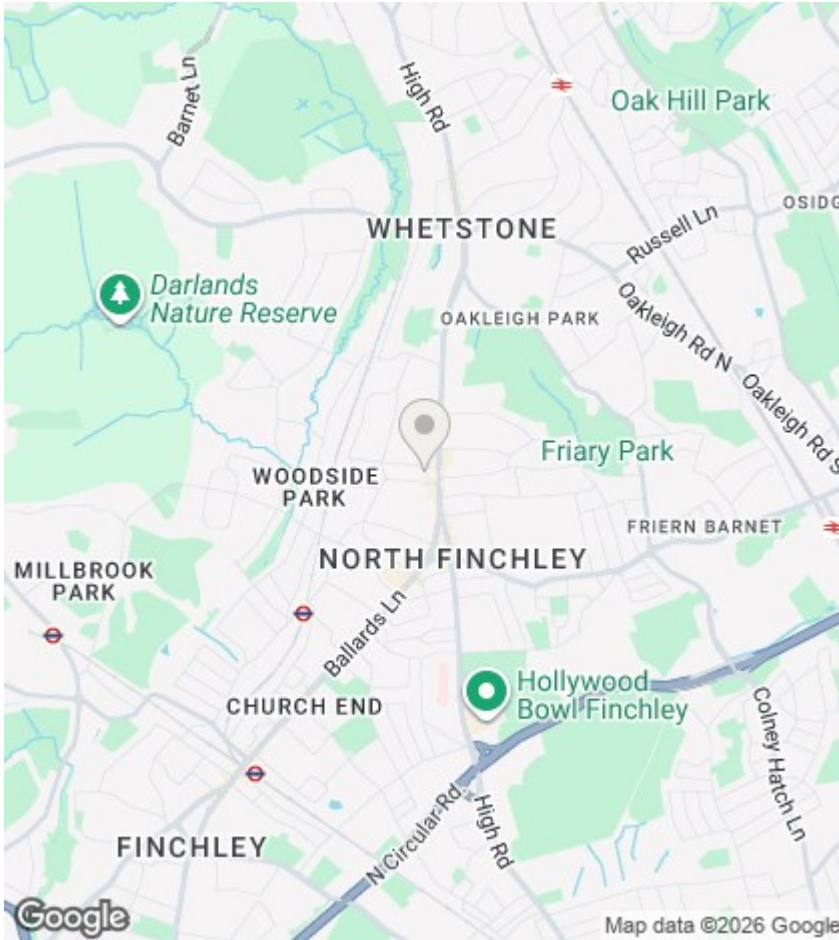 Barnet Ln
High Rd
Oak Hill Park
WHETSTONE
Russell Ln
Darlands
Nature Reserve
OAKLEIGH PARK
Oakleigh Rd N
Oakleigh Rd S
Friary Park
WOODSIDE
PARK
FRIERN BARNET
NORTH FINCHLEY
MILLBROOK
PARK
Ballards Ln
Hollywood
Bowl Finchley
CHURCH END
Colney Hatch Ln
N Circular Rd
High Rd
FINCHLEY
Google
Map data ©2026 Google